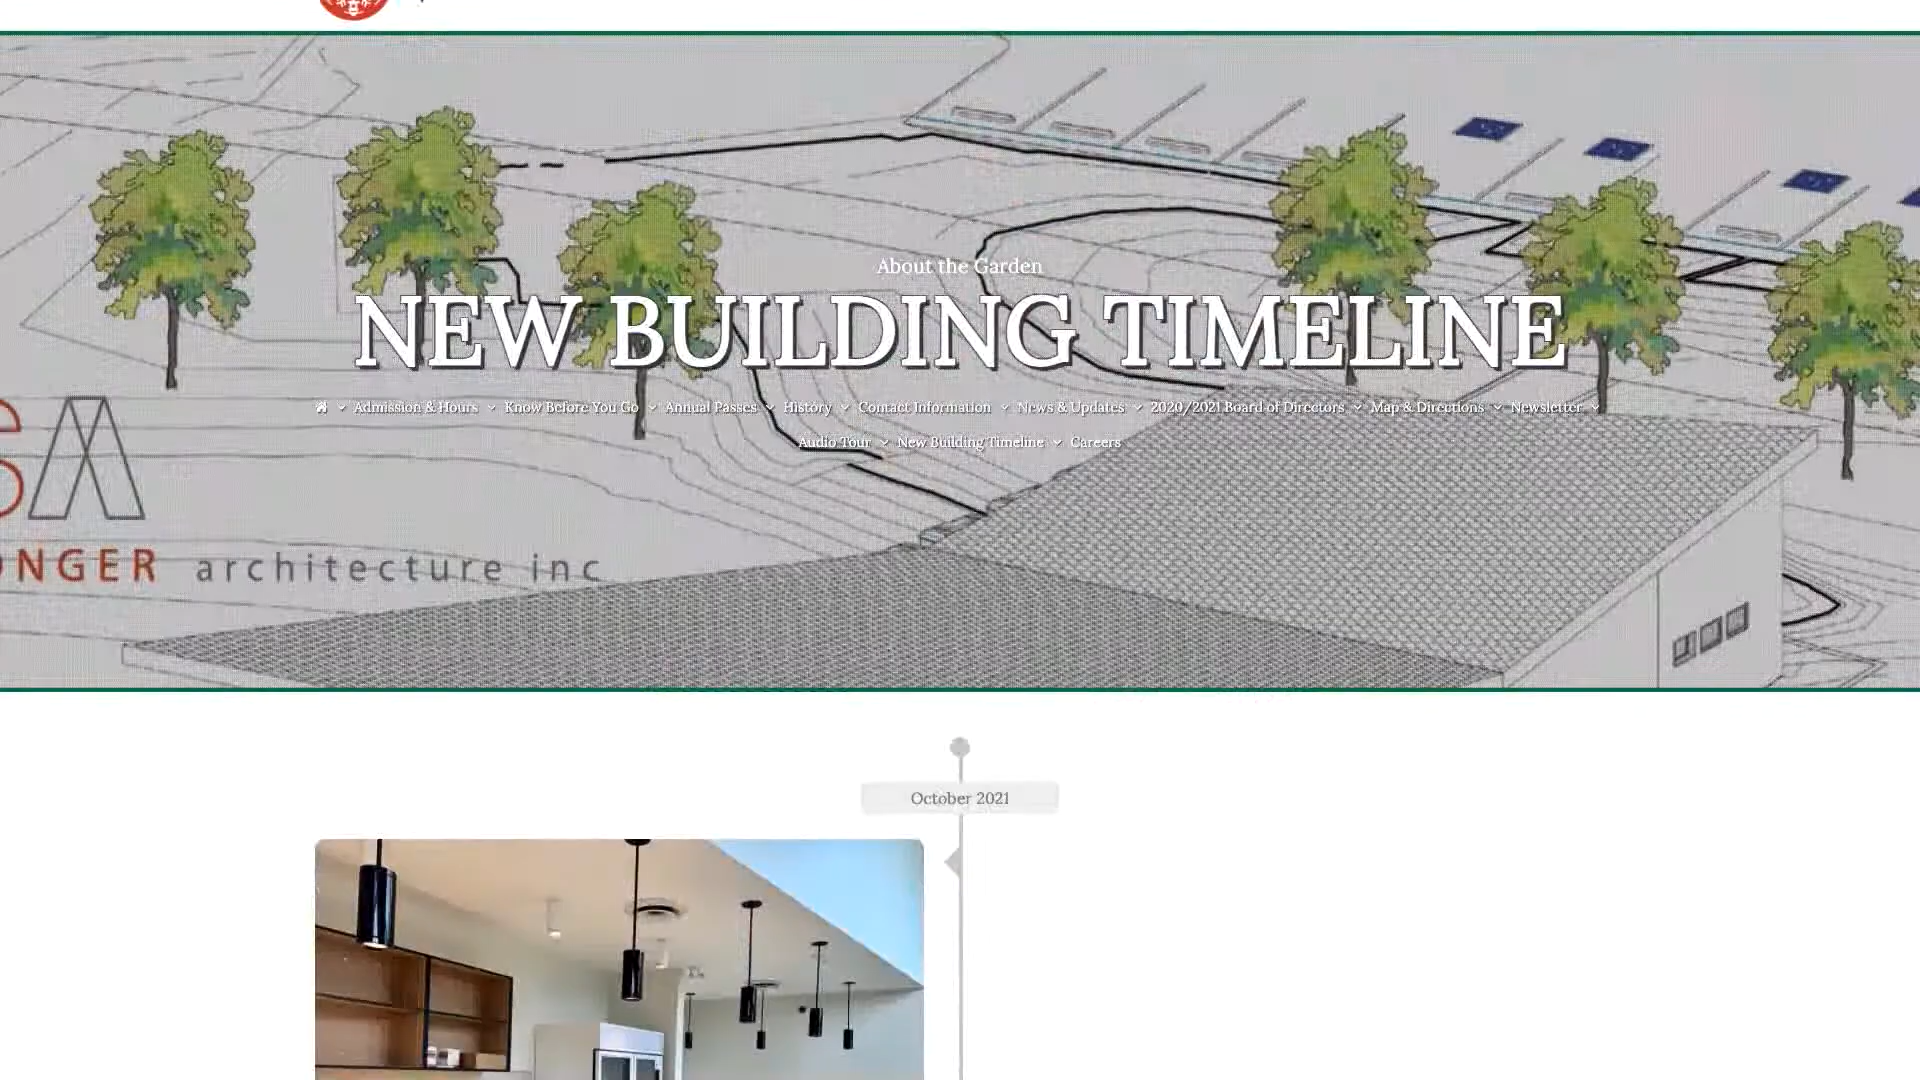 About the Garden
NEW BUILDING TIMELINE
Admission & Hours Know Before You Go Annual Passes History Contact Information News & Updates 2020/2021 Board of Directors Map & Directions Newsletter
Audio Tour New Building Timeline Careers
ONGER architecture inc
October 2021